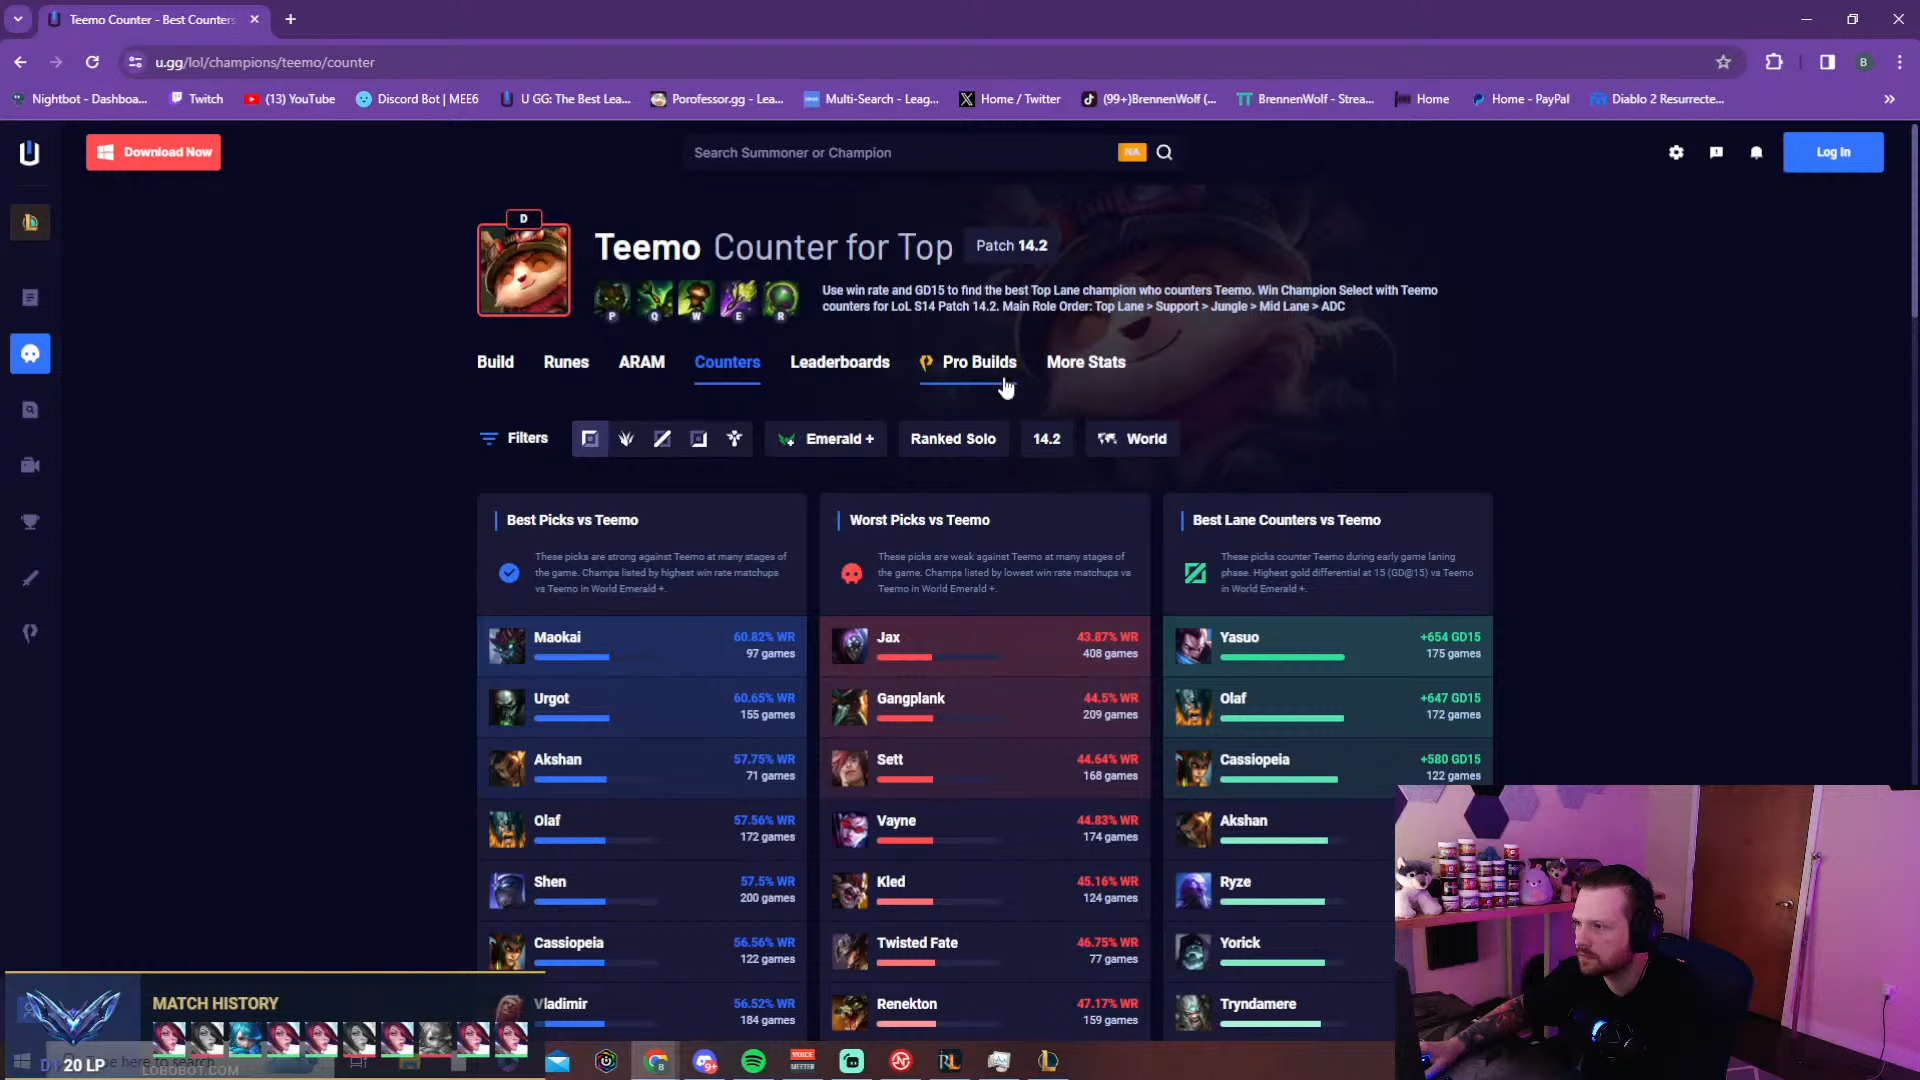 Teemo Counter - Best Counters
u.gg/lol/champions/teemo/counter
B
Nightbot - Dashboa...
Twitch
(13) YouTube
Discord Bot | MEE6
U GG: The Best Lea...
Porofessor.gg - Lea...
Multi-Search - Leag...
Home / Twitter
(99+)BrennenWolf (...
BrennenWolf - Strea...
Home
Home - PayPal
Diablo 2 Resurrecte...
Download Now
Search Summoner or Champion
NA
Log In
D
Teemo Counter for Top
Patch 14.2
P Q W E R
Use win rate and GD15 to find the best Top Lane champion who counters Teemo. Win Champion Select with Teemo
counters for LoL S14 Patch 14.2. Main Role Order: Top Lane > Support > Jungle > Mid Lane > ADC
Build Runes ARAM Counters Leaderboards Pro Builds More Stats
Filters
Emerald +
Ranked Solo
14.2
World
Best Picks vs Teemo
These picks are strong against Teemo at many stages of
the game. Champs listed by highest win rate matchups
vs Teemo in World Emerald +.
Maokai 60.82% WR
97 games
Urgot 60.65% WR
155 games
Akshan 57.75% WR
71 games
Olaf 57.56% WR
172 games
Shen 57.5% WR
200 games
Cassiopeia 56.56% WR
122 games
Vladimir 56.52% WR
184 games
Worst Picks vs Teemo
These picks are weak against Teemo at many stages of
the game. Champs listed by lowest win rate matchups vs
Teemo in World Emerald +.
Jax 43.87% WR
408 games
Gangplank 44.5% WR
209 games
Sett 44.64% WR
168 games
Vayne 44.83% WR
174 games
Kled 45.16% WR
124 games
Twisted Fate 46.75% WR
77 games
Renekton 47.17% WR
159 games
Best Lane Counters vs Teemo
These picks counter Teemo during early game laning
phase. Highest gold differential at 15 (GD@15) vs Teemo
in World Emerald +.
Yasuo +654 GD15
175 games
Olaf +647 GD15
172 games
Cassiopeia +580 GD15
122 games
Akshan
Ryze
Yorick
Tryndamere
MATCH HISTORY
D1 20 LP
here to search
LOBOBOT.COM
9+
VOICE